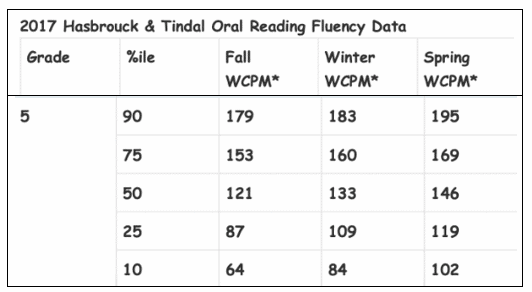 2017 Hasbrouck & Tindal Oral Reading Fluency Data
Grade %ile Fall WCPM* Winter WCPM* Spring WCPM*
5 90 179 183 195
75 153 160 169
50 121 133 146
25 87 109 119
10 64 84 102